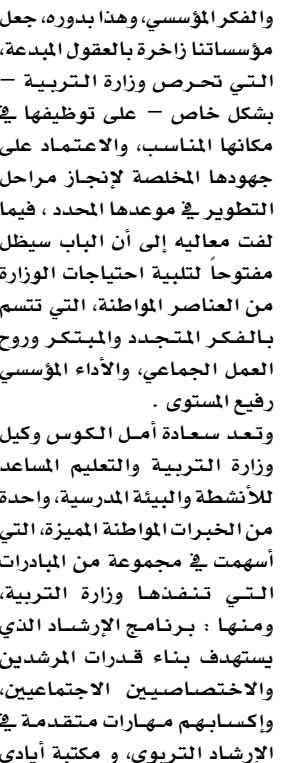 والفكر المؤسسي، وهذا بدوره، جعل
مؤسساتنا زاخرة بالعقول المبدعة،
التي تحرص وزارة التربية –
بشكل خاص – على توظيفها في
مكانها المناسب، والاعتماد على
جهودها المخلصة لإنجاز مراحل
التطوير في موعدها المحدد ، فيما
لفت معاليه إلى أن الباب سيظل
مفتوحاً لتلبية احتياجات الوزارة
من العناصر المواطنة، التي تتسم
بالفكر المتجدد والمبتكر وروح
العمل الجماعي، والأداء المؤسسي
رفيع المستوى .
وتعد سعادة أمل الكوس وكيل
وزارة التربية والتعليم المساعد
للأنشطة والبيئة المدرسية، واحدة
من الخبرات المواطنة المميزة، التي
أسهمت في مجموعة من المبادرات
التي تنفذها وزارة التربية،
ومنها : برنامج الإرشاد الذي
يستهدف بناء قدرات المرشدين
والاختصاصيين الاجتماعيين،
وإكسابهم مهارات متقدمة في
الإرشاد التربوي، و مكتبة أيادي